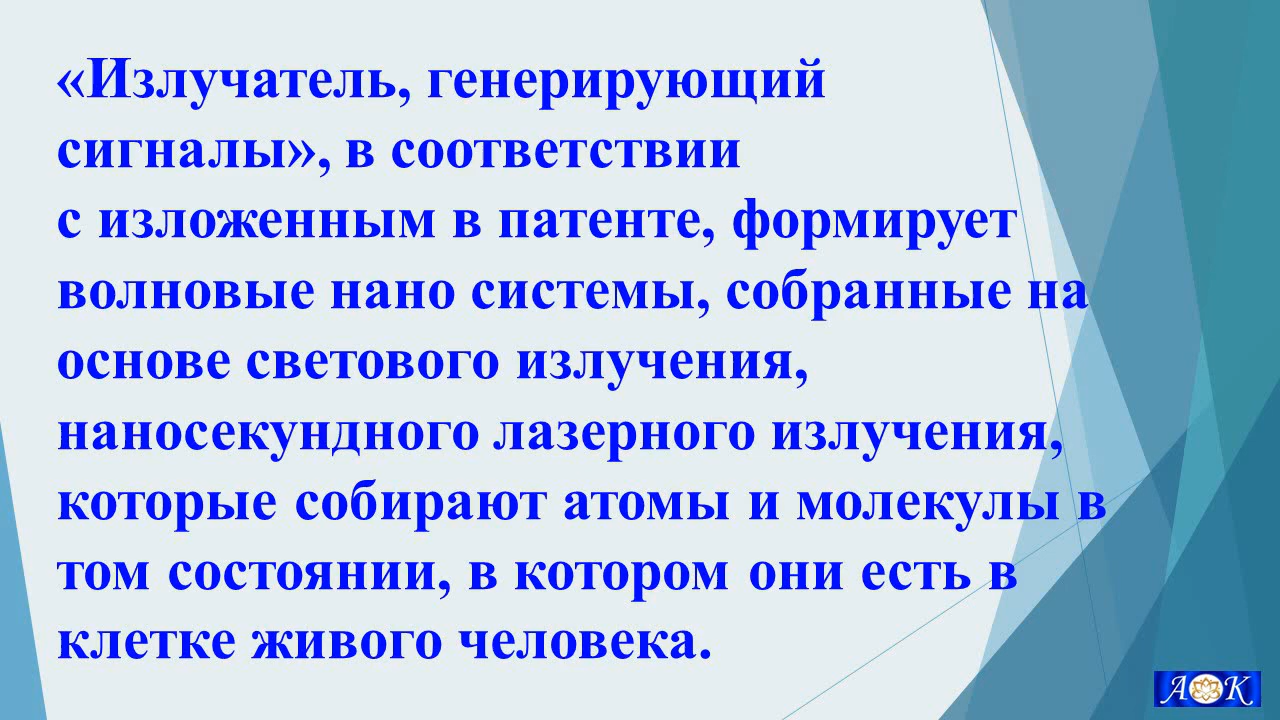 «Излучатель, генерирующий
сигналы», в соответствии
с изложенным в патенте, формирует
волновые нано системы, собранные на
основе светового излучения,
наносекундного лазерного излучения,
которые собирают атомы и молекулы в
том состоянии, в котором они есть в
клетке живого человека.
А К